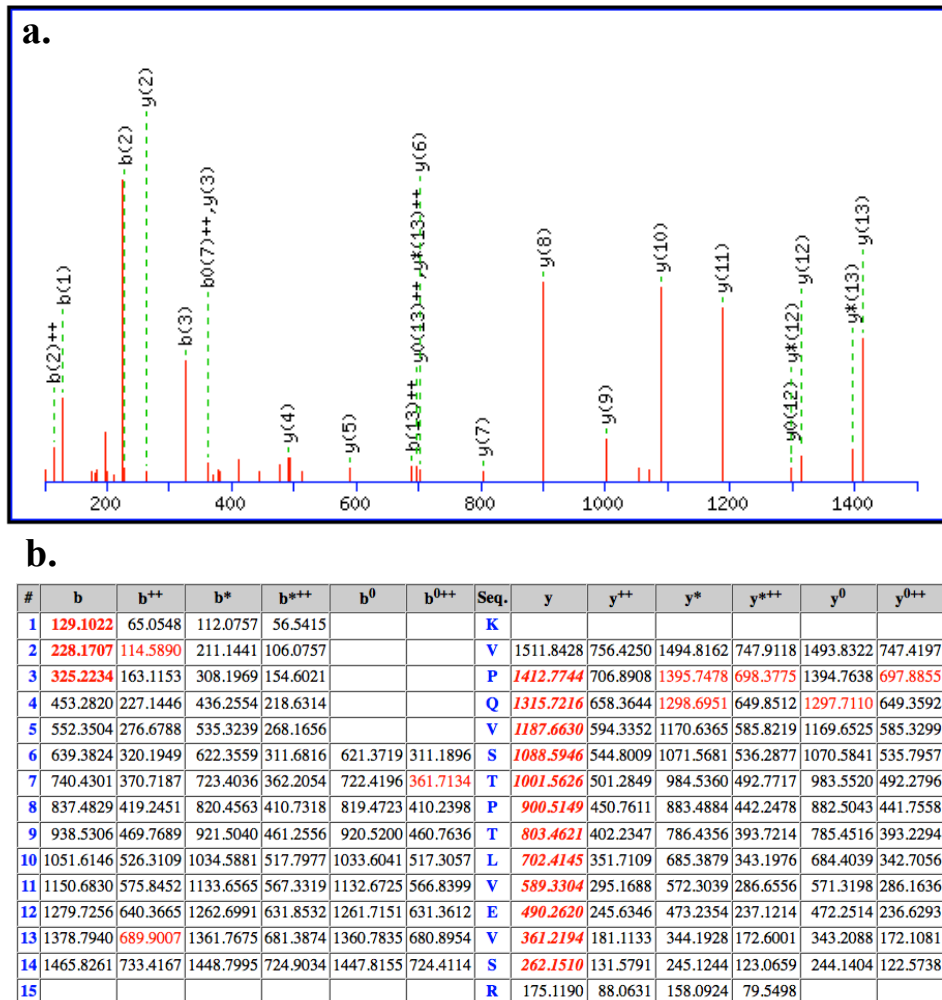 a.
b(2)++
b(1)
b(2)
y(2)
b(3)
b0(7)++,y(3)
y(4)
y(5)
b(13)++
y0(13)++,y*(13)++
y(6)
y(7)
y(8)
y(9)
y(10)
y(11)
y0(12)
y*(12)
y(12)
y*(13)
y(13)
200 400 600 800 1000 1200 1400
b.
# b b++ b* b*++ b0 b0++ Seq. y y++ y* y*++ y0 y0++
1 129.1022 65.0548 112.0757 56.5415 K
2 228.1707 114.5890 211.1441 106.0757 V 1511.8428 756.4250 1494.8162 747.9118 1493.8322 747.4197
3 325.2234 163.1153 308.1969 154.6021 P 1412.7744 706.8908 1395.7478 698.3775 1394.7638 697.8855
4 453.2820 227.1446 436.2554 218.6314 Q 1315.7216 658.3644 1298.6951 649.8512 1297.7110 649.3592
5 552.3504 276.6788 535.3239 268.1656 V 1187.6630 594.3352 1170.6365 585.8219 1169.6525 585.3299
6 639.3824 320.1949 622.3559 311.6816 621.3719 311.1896 S 1088.5946 544.8009 1071.5681 536.2877 1070.5841 535.7957
7 740.4301 370.7187 723.4036 362.2054 722.4196 361.7134 T 1001.5626 501.2849 984.5360 492.7717 983.5520 492.2796
8 837.4829 419.2451 820.4563 410.7318 819.4723 410.2398 P 900.5149 450.7611 883.4884 442.2478 882.5043 441.7558
9 938.5306 469.7689 921.5040 461.2556 920.5200 460.7636 T 803.4621 402.2347 786.4356 393.7214 785.4516 393.2294
10 1051.6146 526.3109 1034.5881 517.7977 1033.6041 517.3057 L 702.4145 351.7109 685.3879 343.1976 684.4039 342.7056
11 1150.6830 575.8452 1133.6565 567.3319 1132.6725 566.8399 V 589.3304 295.1688 572.3039 286.6556 571.3198 286.1636
12 1279.7256 640.3665 1262.6991 631.8532 1261.7151 631.3612 E 490.2620 245.6346 473.2354 237.1214 472.2514 236.6293
13 1378.7940 689.9007 1361.7675 681.3874 1360.7835 680.8954 V 361.2194 181.1133 344.1928 172.6001 343.2088 172.1081
14 1465.8261 733.4167 1448.7995 724.9034 1447.8155 724.4114 S 262.1510 131.5791 245.1244 123.0659 244.1404 122.5738
15 R 175.1190 88.0631 158.0924 79.5498